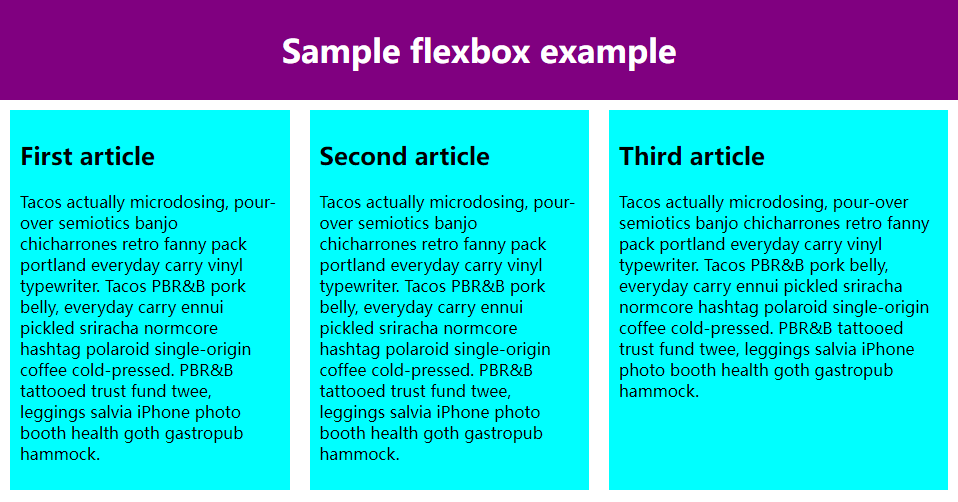 Sample flexbox example
First article
Tacos actually microdosing, pour-
over semiotics banjo
chicharrones retro fanny pack
portland everyday carry vinyl
typewriter. Tacos PBR&B pork
belly, everyday carry ennui
pickled sriracha normcore
hashtag polaroid single-origin
coffee cold-pressed. PBR&B
tattooed trust fund twee,
leggings salvia iPhone photo
booth health goth gastropub
hammock.
Second article
Tacos actually microdosing, pour-
over semiotics banjo
chicharrones retro fanny pack
portland everyday carry vinyl
typewriter. Tacos PBR&B pork
belly, everyday carry ennui
pickled sriracha normcore
hashtag polaroid single-origin
coffee cold-pressed. PBR&B
tattooed trust fund twee,
leggings salvia iPhone photo
booth health goth gastropub
hammock.
Third article
Tacos actually microdosing, pour-over
semiotics banjo chicharrones retro fanny
pack portland everyday carry vinyl
typewriter. Tacos PBR&B pork belly,
everyday carry ennui pickled sriracha
normcore hashtag polaroid single-origin
coffee cold-pressed. PBR&B tattooed
trust fund twee, leggings salvia iPhone
photo booth health goth gastropub
hammock.